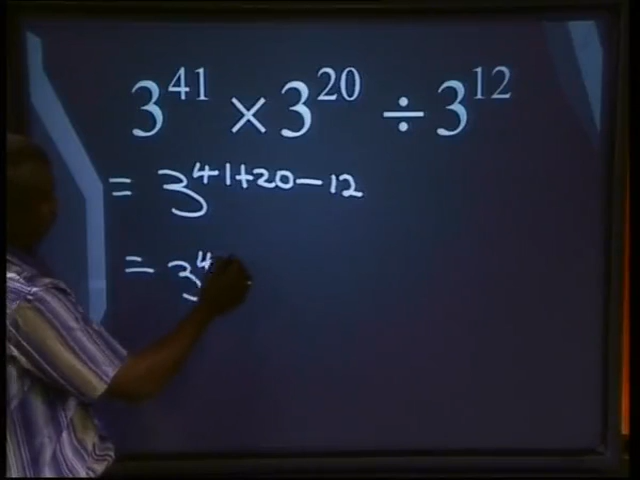 3^41 × 3^20 ÷ 3^12
= 3^41+20-12
= 3^4